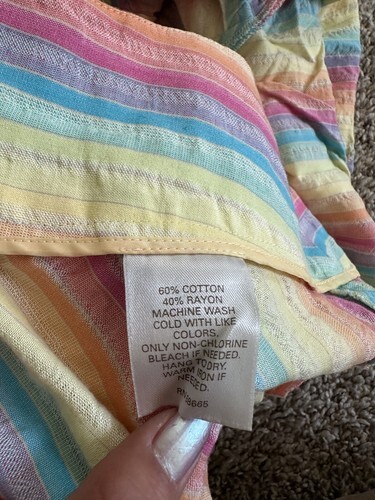 60% COTTON
40% RAYON
MACHINE WASH
COLD WITH LIKE
COLORS.
ONLY NON-CHLORINE
BLEACH IF NEEDED.
HANG TO DRY.
WARM IRON IF
NEEDED.